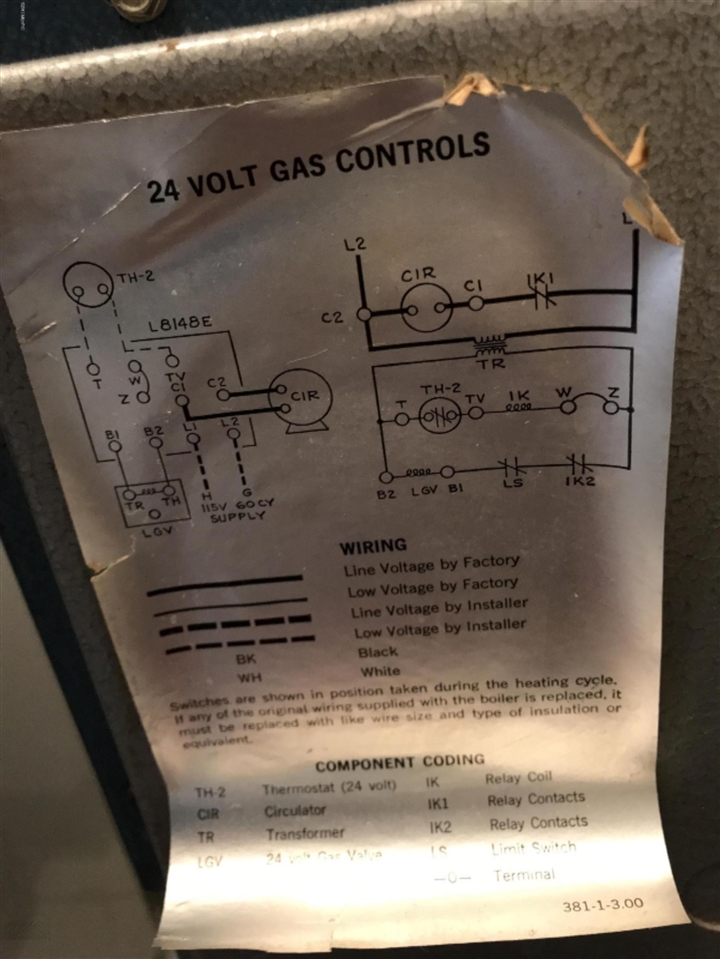 24 VOLT GAS CONTROLS
TH-2
L8148E
T
W
Z
TV
C1
C2
CIR
B1
B2
L1
L2
TR
TH
LGV
H
G
115V 60CY
SUPPLY
L2
L
CIR
C1
IK1
C2
TR
T
TH-2
TV
IK
W
Z
B2
LGV
B1
LS
IK2
WIRING
Line Voltage by Factory
Low Voltage by Factory
Line Voltage by Installer
Low Voltage by Installer
BK Black
WH White
Switches are shown in position taken during the heating cycle.
If any of the original wiring supplied with the boiler is replaced, it
must be replaced with like wire size and type of insulation or
equivalent.
COMPONENT CODING
TH-2 Thermostat (24 volt) IK Relay Coil
CIR Circulator IK1 Relay Contacts
TR Transformer IK2 Relay Contacts
LGV 24 volt Gas Valve LS Limit Switch
—O— Terminal
381-1-3.00